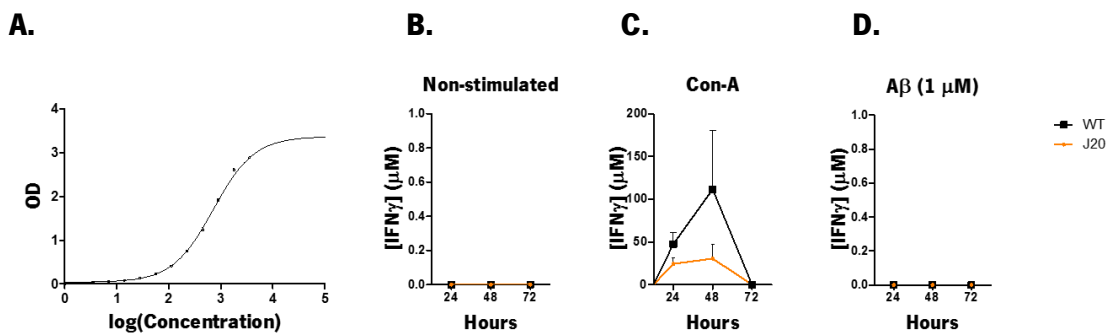 A.
B.
C.
D.
Non-stimulated
Con-A
Aβ (1 μM)
4
3
2
1
0
OD
0 1 2 3 4 5
log(Concentration)
1.0
0.8
0.6
0.4
0.2
0.0
[IFNγ] (μM)
24 48 72
Hours
200
150
100
50
0
[IFNγ] (μM)
24 48 72
Hours
1.0
0.8
0.6
0.4
0.2
0.0
[IFNγ] (μM)
24 48 72
Hours
WT
J20